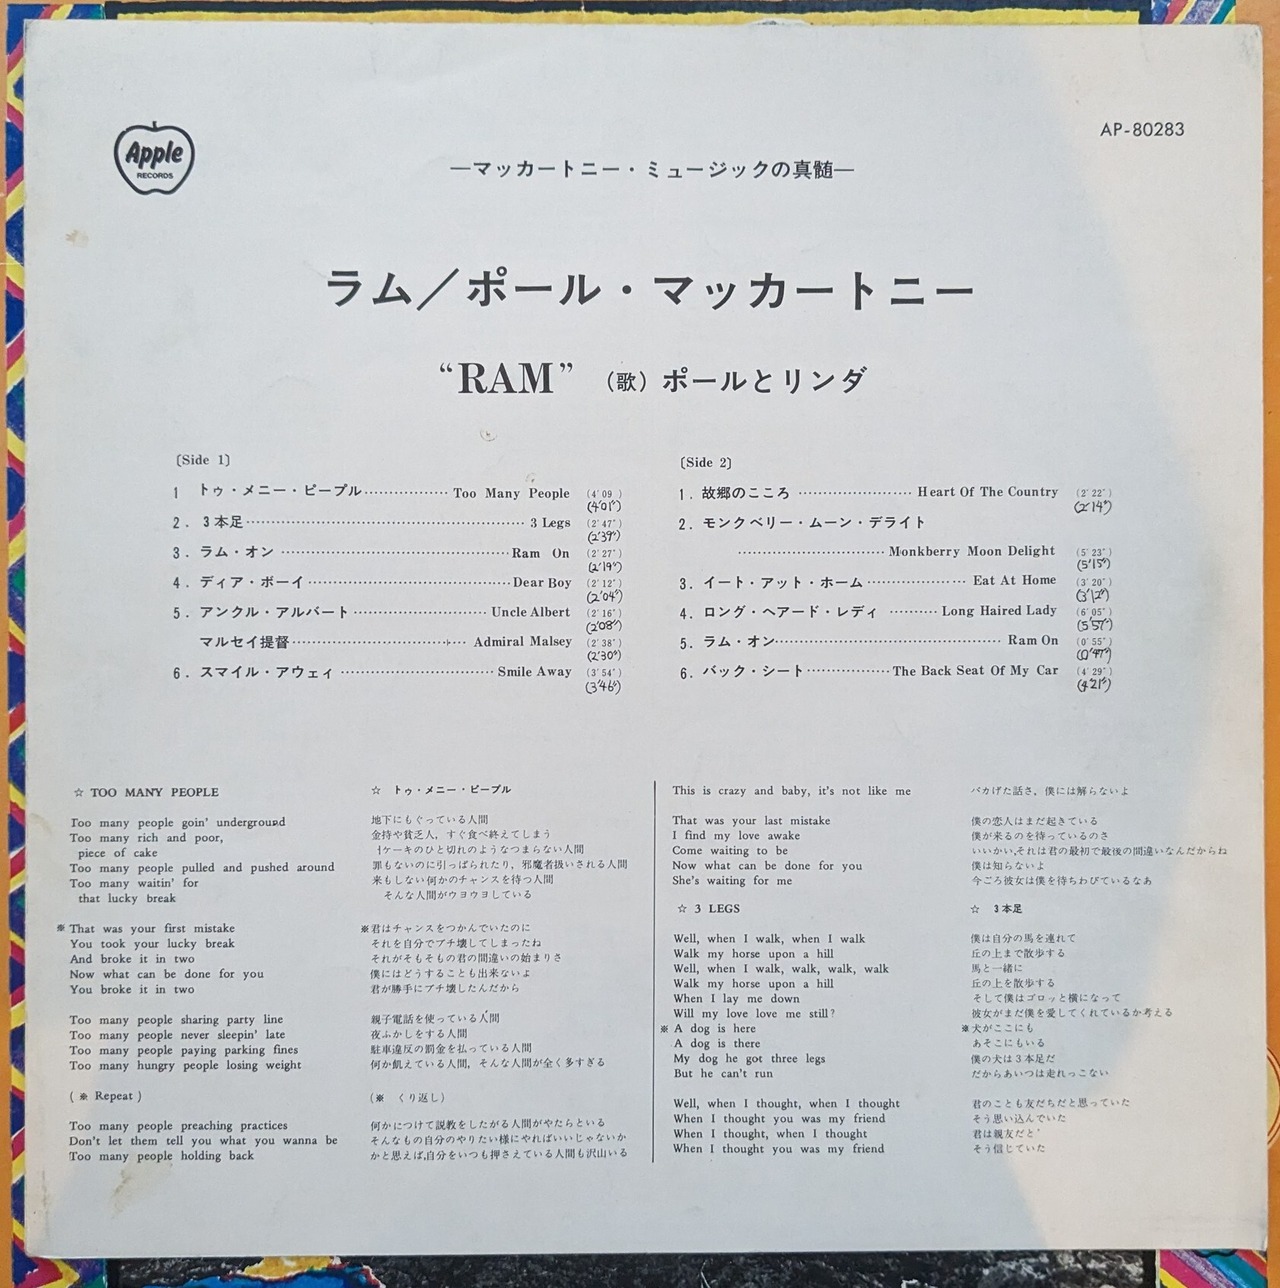 Apple
RECORDS
AP-80283
—マッカートニー・ミュージックの真髄—
ラム／ポール・マッカートニー
“RAM” （歌）ポールとリンダ
〔Side 1〕
1 トゥ・メニー・ピープル……………… Too Many People (4′09 )
(4′01″)
2. 3本足……………………………………… 3 Legs (2′47″)
(2′39″)
3. ラム・オン ………………………………… Ram On (2′27″)
(2′19″)
4. ディア・ボーイ……………………………… Dear Boy (2′12″)
(2′04″)
5. アンクル・アルバート…………………… Uncle Albert (2′16″)
(2′08″)
マルセイ提督………………………… Admiral Malsey (2′38″)
(2′30″)
6. スマイル・アウェィ ……………………… Smile Away (3′54″)
(3′46″)
〔Side 2〕
1. 故郷のこころ ………………… Heart Of The Country (2′22″)
(2′14″)
2. モンクベリー・ムーン・デライト
…………………… Monkberry Moon Delight (5′23″)
(5′15″)
3. イート・アット・ホーム……………… Eat At Home (3′20″)
(3′12″)
4. ロング・ヘアード・レディ ……… Long Haired Lady (6′05″)
(5′57″)
5. ラム・オン………………………………… Ram On (0′55″)
(0′47″)
6. バック・シート…………… The Back Seat Of My Car (4′29″)
(4′21″)
☆ TOO MANY PEOPLE
Too many people goin' underground
Too many rich and poor,
piece of cake
Too many people pulled and pushed around
Too many waitin' for
that lucky break
※ That was your first mistake
You took your lucky break
And broke it in two
Now what can be done for you
You broke it in two
Too many people sharing party line
Too many people never sleepin' late
Too many people paying parking fines
Too many hungry people losing weight
( ※ Repeat )
Too many people preaching practices
Don't let them tell you what you wanna be
Too many people holding back
☆ トゥ・メニー・ピープル
地下にもぐっている人間
金持や貧乏人，すぐ食べ終えてしまう
1ケーキのひと切れのようなつまらない人間
罪もないのに引っぱられたり，邪魔者扱いされる人間
来もしない何かのチャンスを待つ人間
そんな人間がウヨウヨしている
※君はチャンスをつかんでいたのに
それを自分でブチ壊してしまったね
それがそもそもの君の間違いの始まりさ
僕にはどうすることも出来ないよ
君が勝手にブチ壊したんだから
親子電話を使っている人間
夜ふかしをする人間
駐車違反の罰金を払っている人間
何か飢えている人間，そんな人間が全く多すぎる
(※ くり返し)
何かにつけて説教をしたがる人間がやたらといる
そんなもの自分のやりたい様にやればいいじゃないか
かと思えば,自分をいつも押さえている人間も沢山いる
This is crazy and baby, it's not like me
That was your last mistake
I find my love awake
Come waiting to be
Now what can be done for you
She's waiting for me
☆ 3 LEGS
Well, when I walk, when I walk
Walk my horse upon a hill
Well, when I walk, walk, walk, walk
Walk my horse upon a hill
When I lay me down
Will my love love me still?
※ A dog is here
A dog is there
My dog he got three legs
But he can't run
Well, when I thought, when I thought
When I thought you was my friend
When I thought, when I thought
When I thought you was my friend
バカげた話さ，僕には解らないよ
僕の恋人はまだ起きている
僕が来るのを待っているのさ
いいかい,それは君の最初で最後の間違いなんだからね
僕は知らないよ
今ごろ彼女は僕を待ちわびているなあ
☆ 3本足
僕は自分の馬を連れて
丘の上まで散歩する
馬と一緒に
丘の上を散歩する
そして僕はゴロッと横になって
彼女がまだ僕を愛してくれているか考える
※犬がここにも
あそこにもいる
僕の犬は3本足だ
だからあいつは走れっこない
君のことも友だちだと思っていた
そう思い込んでいた
君は親友だと
そう信じていた